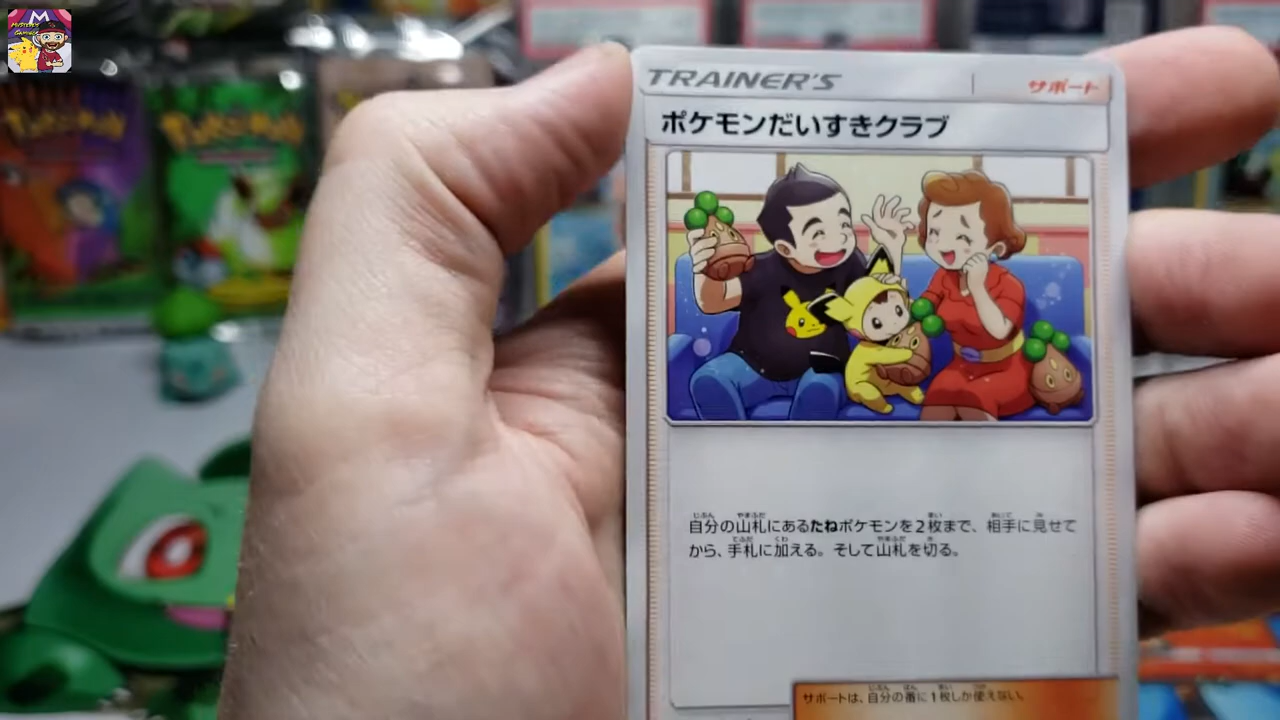 Pokémon
Pokémon
TRAINER'S サポート
ポケモンだいすきクラブ
自分の山札にあるたねポケモンを2枚まで、相手に見せて
から、手札に加える。そして山札を切る。
サポートは、自分の番に1枚しか使えない。